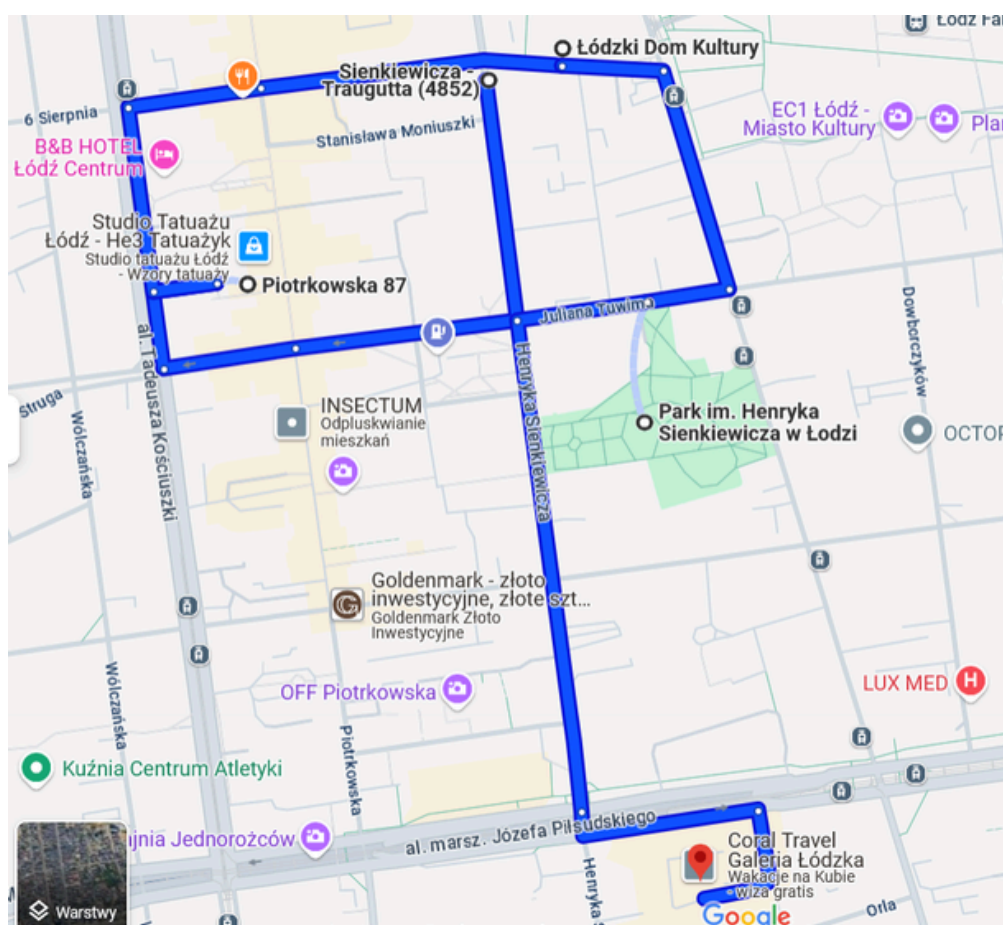 Łódź Fa
Łódzki Dom Kultury
Sienkiewicza -
Traugutta (4852)
6 Sierpnia
Stanisława Moniuszki
EC1 Łódź -
Miasto Kultury
Pla
B&B HOTEL
Łódź Centrum
Studio Tatuażu
Łódź - He3 Tatuażyk
Studio tatuażu Łódź
- Wzory tatuaży
Piotrkowska 87
Juliana Tuwima
Dowborczyków
al. Tadeusza Kościuszki
Struga
Wólczańska
Henryka Sienkiewicza
INSECTUM
Odpluskwianie
mieszkań
Park im. Henryka
Sienkiewicza w Łodzi
OCTOP
Goldenmark - złoto
inwestycyjne, złote szt...
Goldenmark Złoto
Inwestycyjne
Wólczańska
OFF Piotrkowska
LUX MED
H
Piotrkowska
Kuźnia Centrum Atletyki
jnia Jednorożców
al. marsz. Józefa Piłsudskiego
Coral Travel
Galeria Łódzka
Wakacje na Kubie
- wiza gratis
Henryka S
Orla
Warstwy
Google